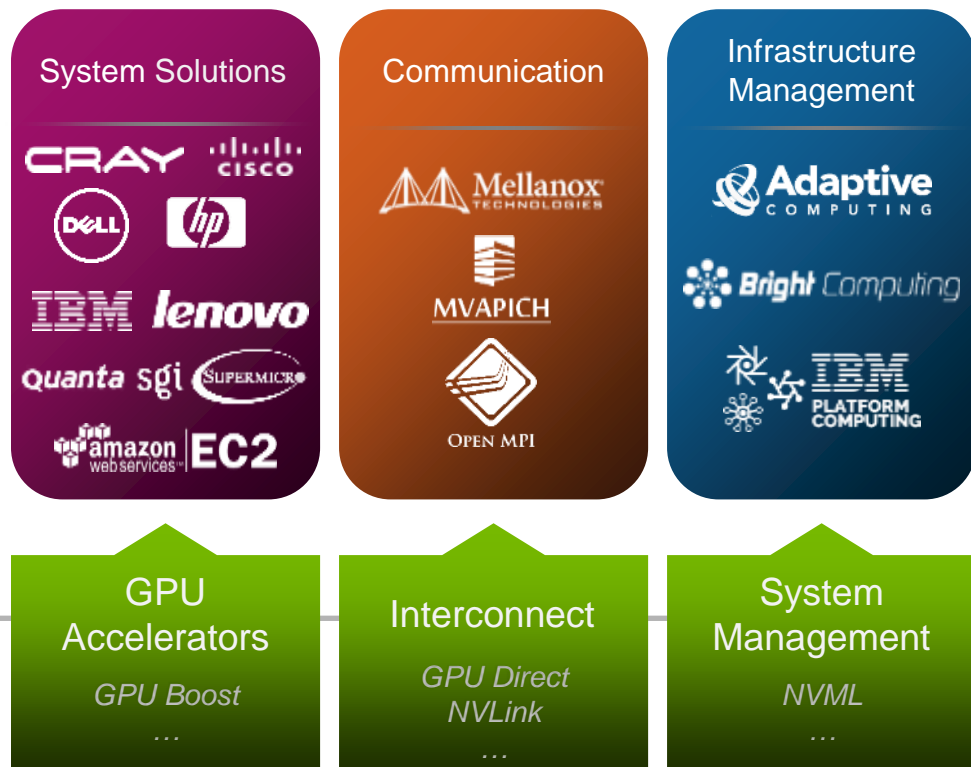 System Solutions
CRAY
CISCO
DELL
hp
IBM
lenovo
Quanta
sgi
SUPERMICRO
amazon
webservices™
EC2
Communication
Mellanox
TECHNOLOGIES
MVAPICH
OPEN MPI
Infrastructure
Management
Adaptive
COMPUTING
Bright Computing
IBM
PLATFORM
COMPUTING
GPU
Accelerators
GPU Boost
…
Interconnect
GPU Direct
NVLink
…
System
Management
NVML
…